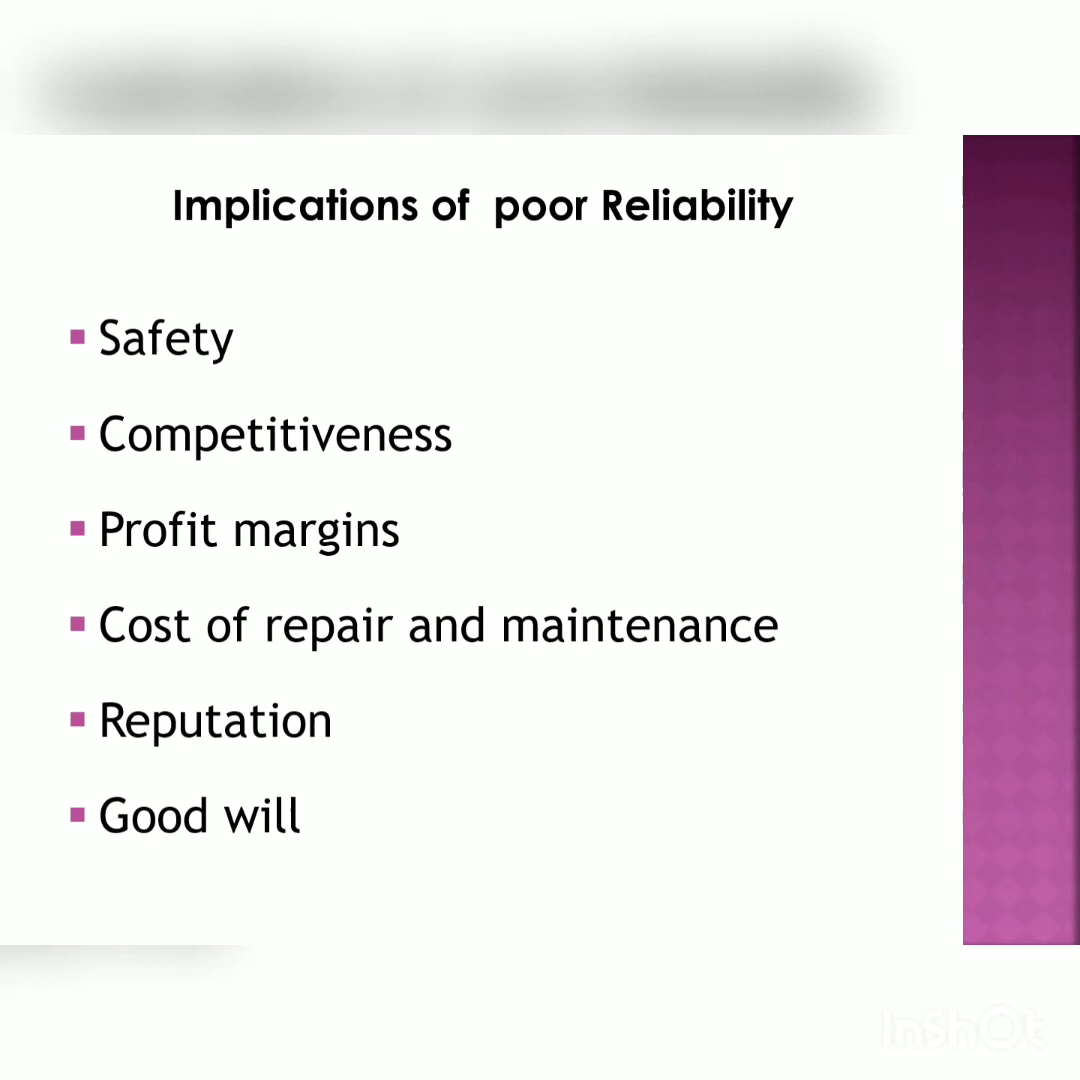 Implications of poor Reliability
Safety
Competitiveness
Profit margins
Cost of repair and maintenance
Reputation
Good will
InShOt